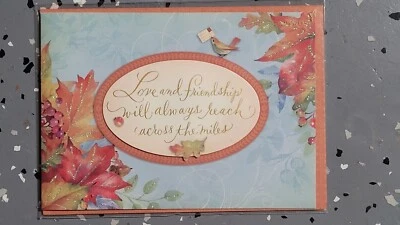 Love and friendship
will always reach
across the miles